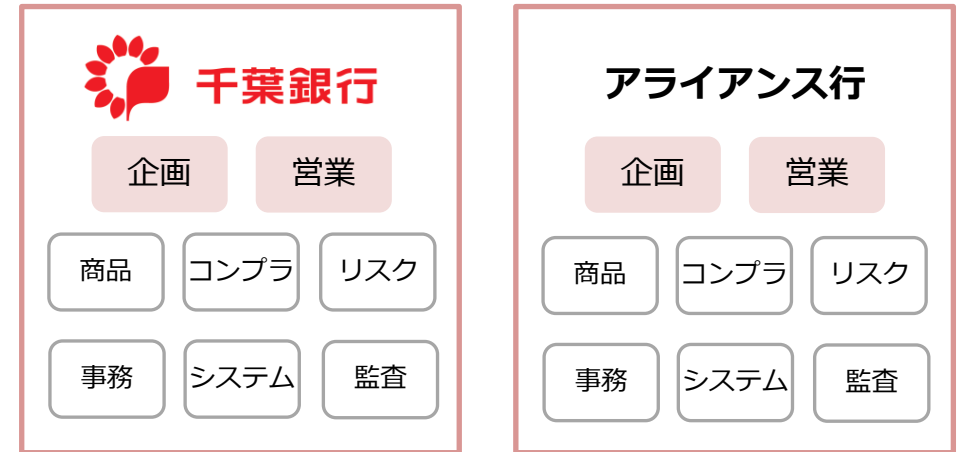 千葉銀行
企画 営業
商品 コンプラ リスク
事務 システム 監査
アライアンス行
企画 営業
商品 コンプラ リスク
事務 システム 監査